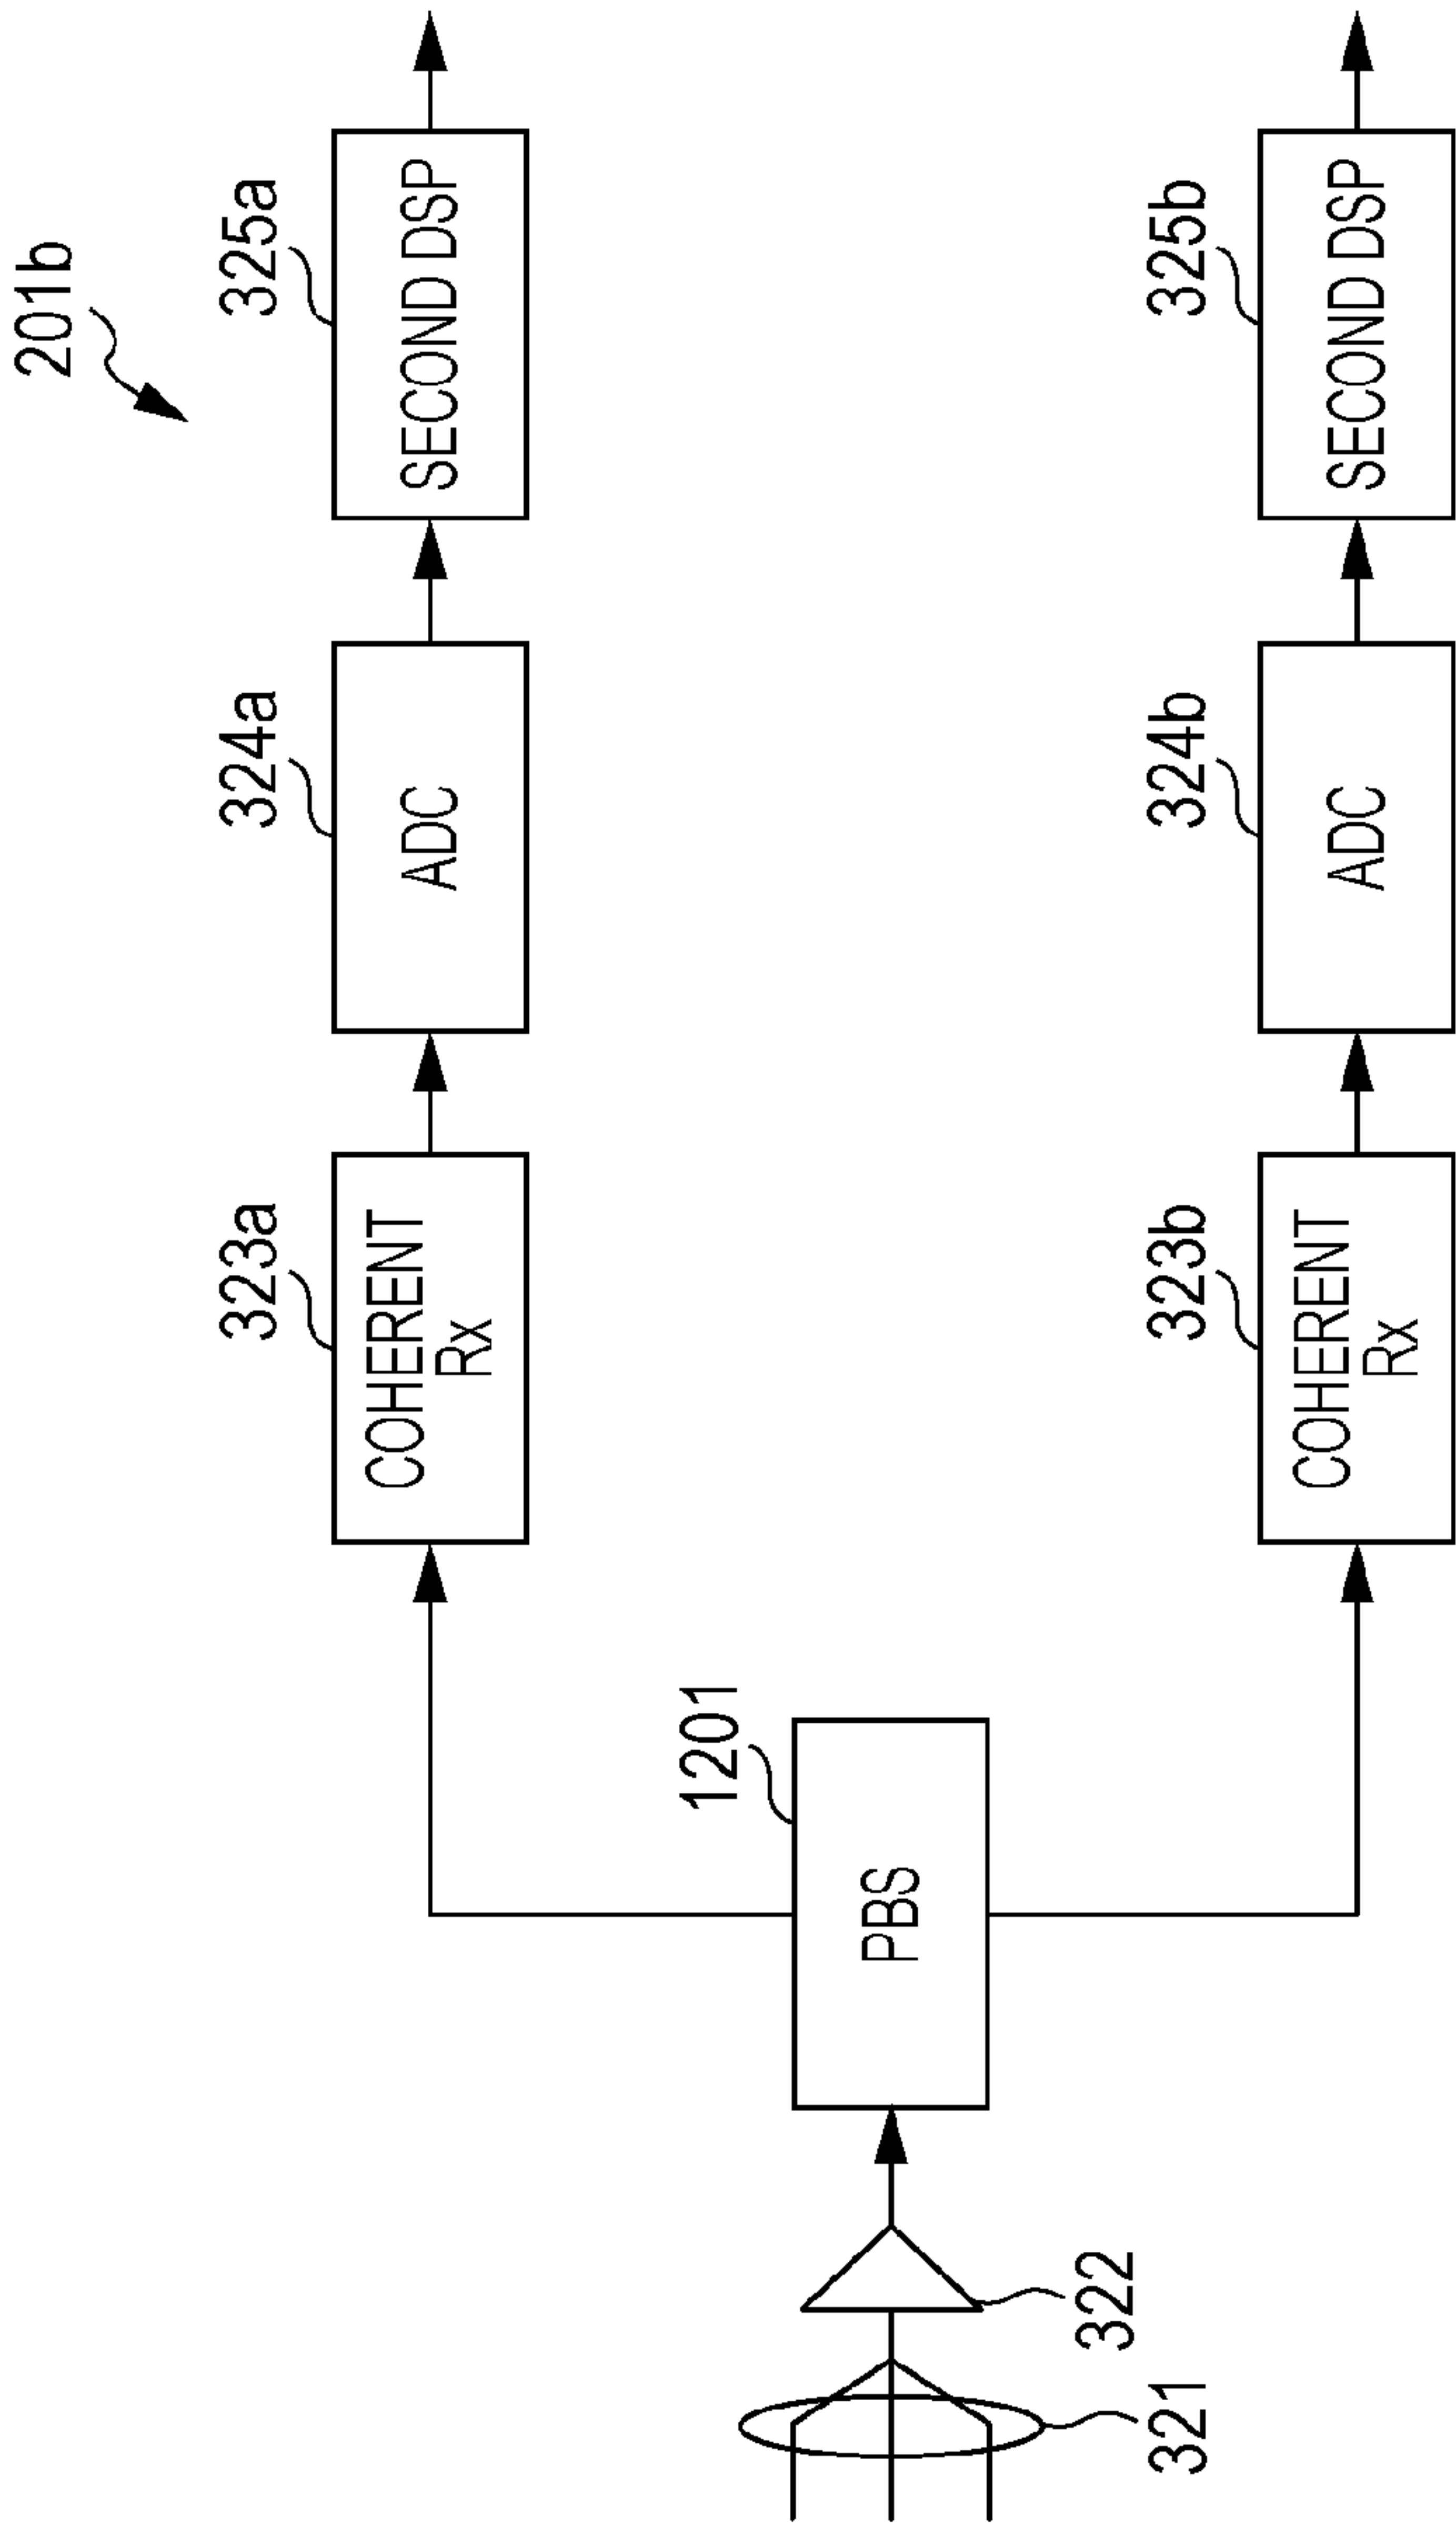 201b
323a
COHERENT
Rx
324a
ADC
325a
SECOND DSP
1201
PBS
322
321
323b
COHERENT
Rx
324b
ADC
325b
SECOND DSP